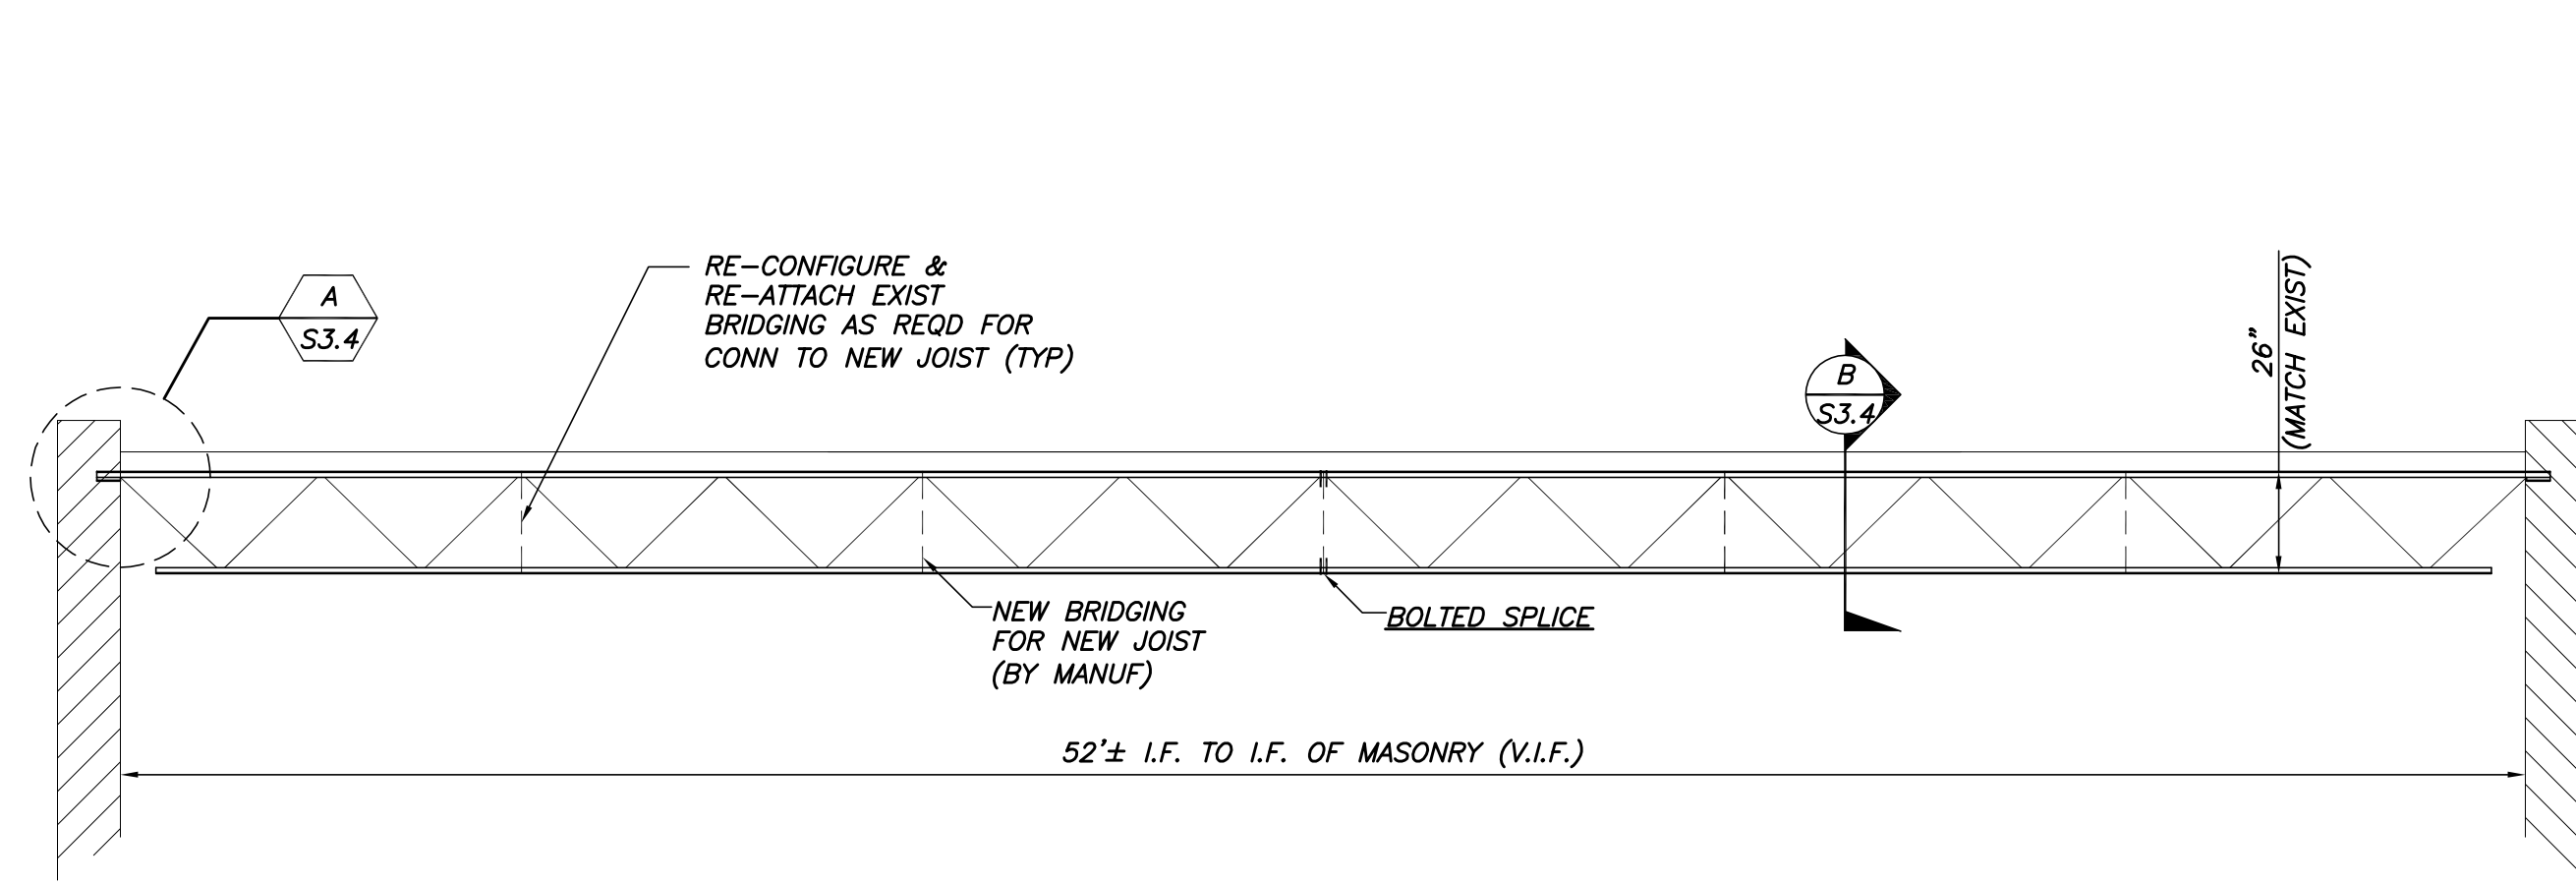 A
S3.4
RE-CONFIGURE &
RE-ATTACH EXIST
BRIDGING AS REQD FOR
CONN TO NEW JOIST (TYP)
B
S3.4
26"
(MATCH EXIST)
NEW BRIDGING
FOR NEW JOIST
(BY MANUF)
BOLTED SPLICE
52'± I.F. TO I.F. OF MASONRY (V.I.F.)